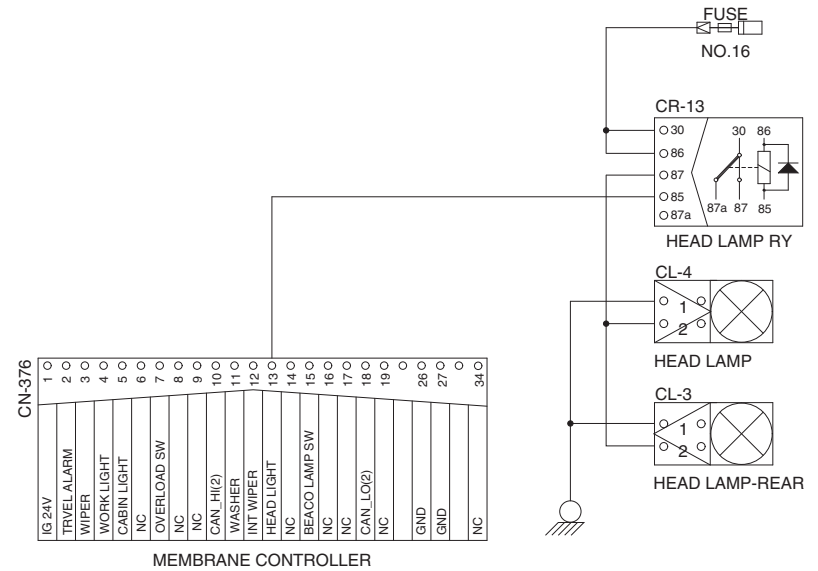 FUSE
NO.16
CR-13
30
86
87
85
87a
30 86
87a 87 85
HEAD LAMP RY
CL-4
1
2
HEAD LAMP
CL-3
1
2
HEAD LAMP-REAR
CN-376
1 2 3 4 5 6 7 8 9 10 11 12 13 14 15 16 17 18 19 26 27 34
IG 24V
TRVEL ALARM
WIPER
WORK LIGHT
CABIN LIGHT
NC
OVERLOAD SW
NC
NC
CAN_HI(2)
WASHER
INT WIPER
HEAD LIGHT
NC
BEACO LAMP SW
NC
NC
CAN_LO(2)
NC
GND
GND
NC
MEMBRANE CONTROLLER